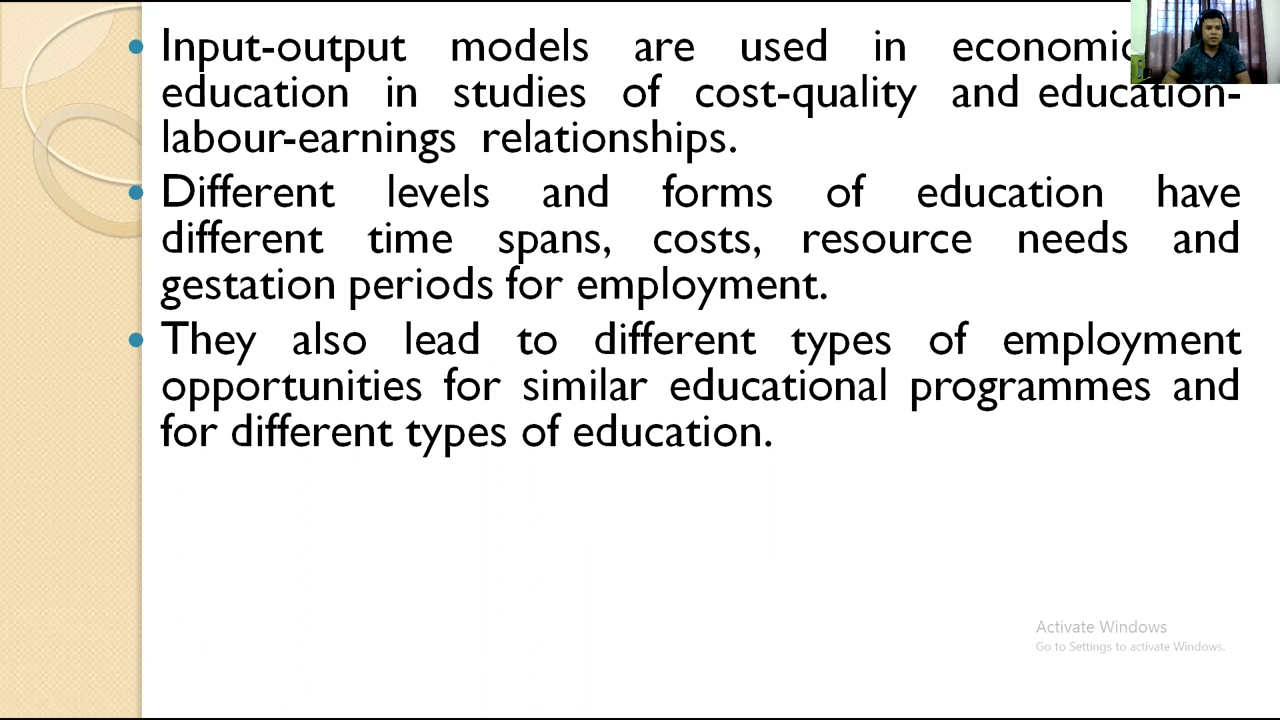 Input-output models are used in economic
education in studies of cost-quality and education-
labour-earnings relationships.
Different levels and forms of education have
different time spans, costs, resource needs and
gestation periods for employment.
They also lead to different types of employment
opportunities for similar educational programmes and
for different types of education.
Activate Windows
Go to Settings to activate Windows.